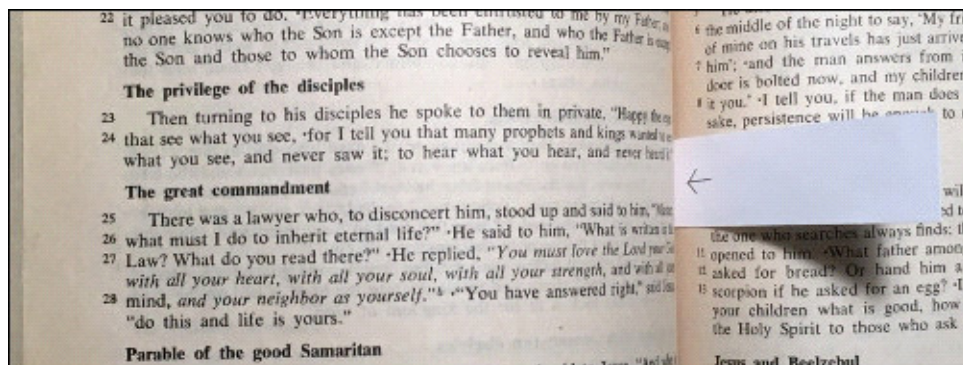 22 it pleased you to do. •Everything has been entrusted to me by my Father,
no one knows who the Son is except the Father, and who the Father is
the Son and those to whom the Son chooses to reveal him."
The privilege of the disciples
23 Then turning to his disciples he spoke to them in private, "Happy the
24 that see what you see, •for I tell you that many prophets and kings wanted
what you see, and never saw it; to hear what you hear, and never heard it
The great commandment
25 There was a lawyer who, to disconcert him, stood up and said to him,
26 what must I do to inherit eternal life?" •He said to him, "What is written
27 Law? What do you read there?" •He replied, "You must love the Lord your
with all your heart, with all your soul, with all your strength, and with all
28 mind, and your neighbor as yourself."b •"You have answered right," said
"do this and life is yours."
Parable of the good Samaritan
6 the middle of the night to say, 'My
of mine on his travels has just
7 him'; •and the man answers from
door is bolted now, and my children
8 it you.' •I tell you, if the man does
sake, persistence will be to
←
the one who searches always finds;
11 opened to him. •What father
12 asked for bread? Or hand him a
scorpion if he asked for an egg?
13 your children what is good, how
the Holy Spirit to those who ask
Jesus and Beelzebul